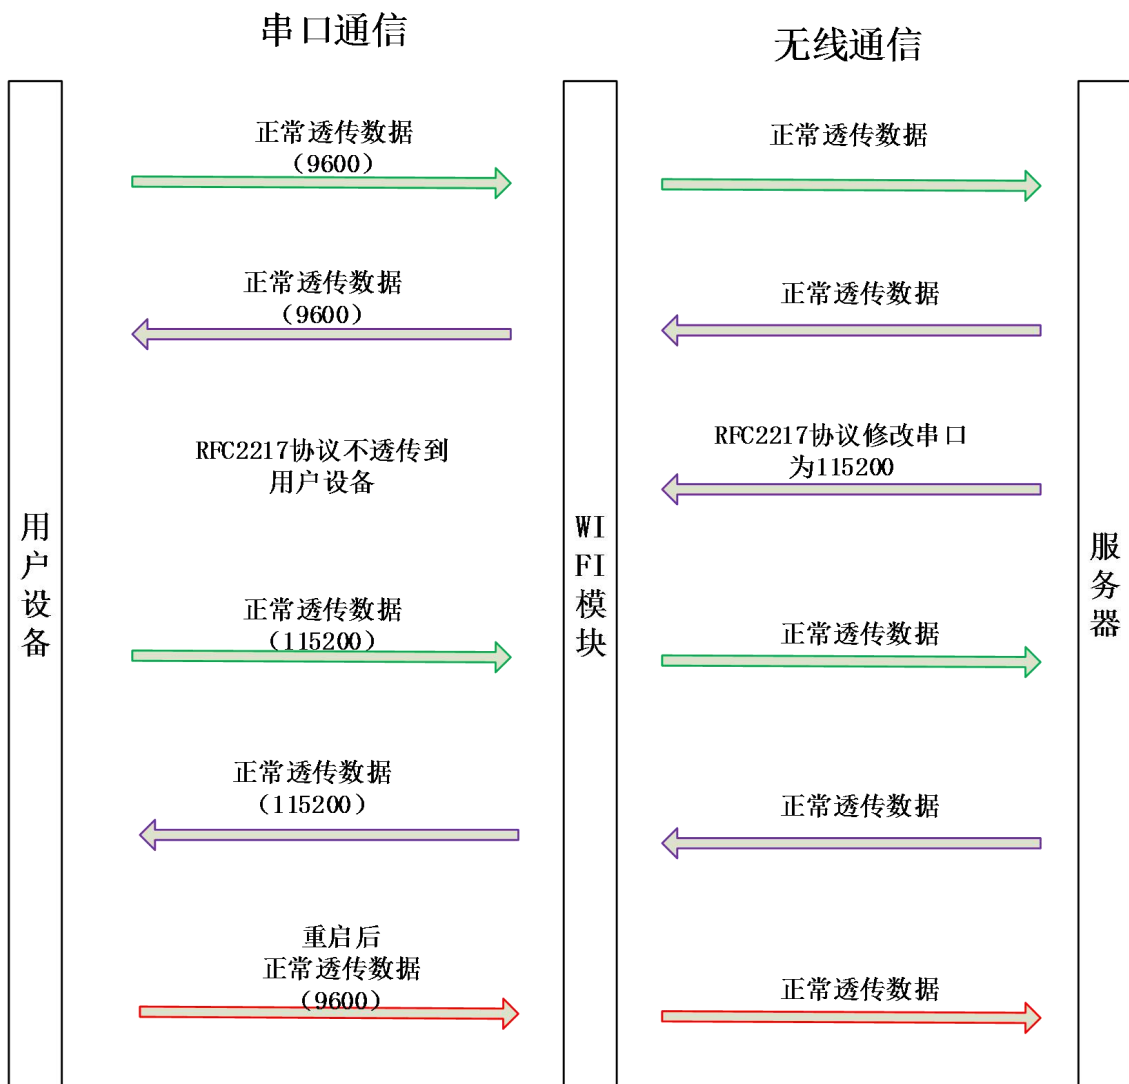 串口通信
无线通信
正常透传数据
（9600）
正常透传数据
正常透传数据
（9600）
正常透传数据
RFC2217协议不透传到
用户设备
RFC2217协议修改串口
为115200
用户设备
WIFI模块
服务器
正常透传数据
（115200）
正常透传数据
正常透传数据
（115200）
正常透传数据
重启后
正常透传数据
（9600）
正常透传数据